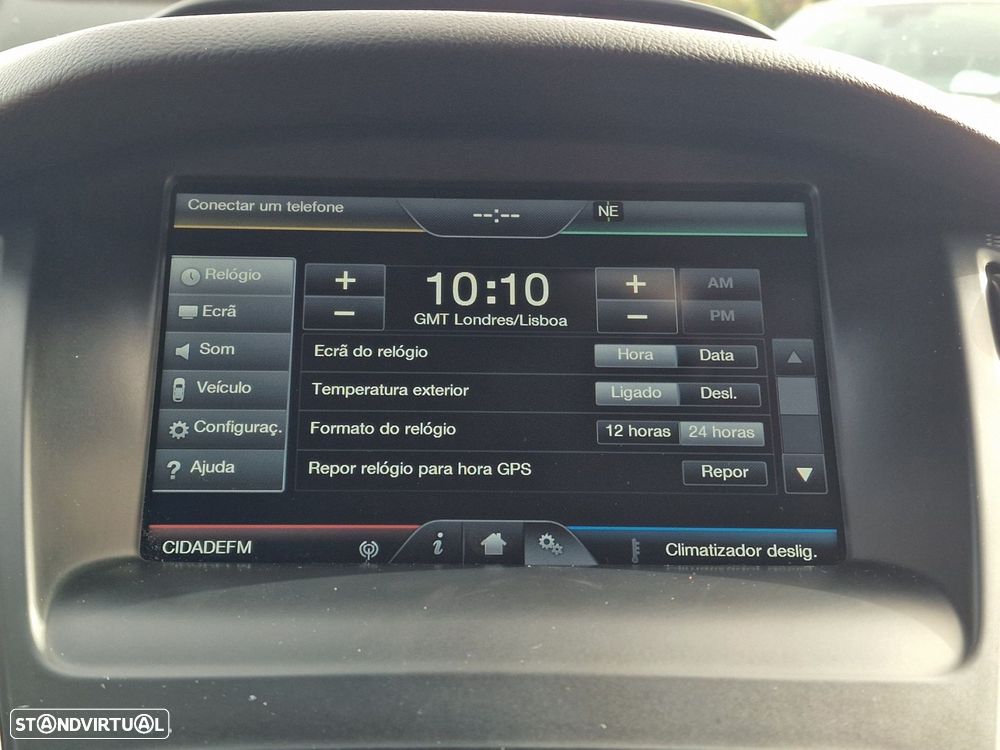 Conectar um telefone
--:--
NE
Relógio
Ecrã
Som
Veículo
Configuraç.
Ajuda
+
10:10
+
AM
−
GMT Londres/Lisboa
−
PM
Ecrã do relógio
Hora
Data
Temperatura exterior
Ligado
Desl.
Formato do relógio
12 horas
24 horas
Repor relógio para hora GPS
Repor
CIDADEFM
i
Climatizador deslig.
STANDVIRTUAL